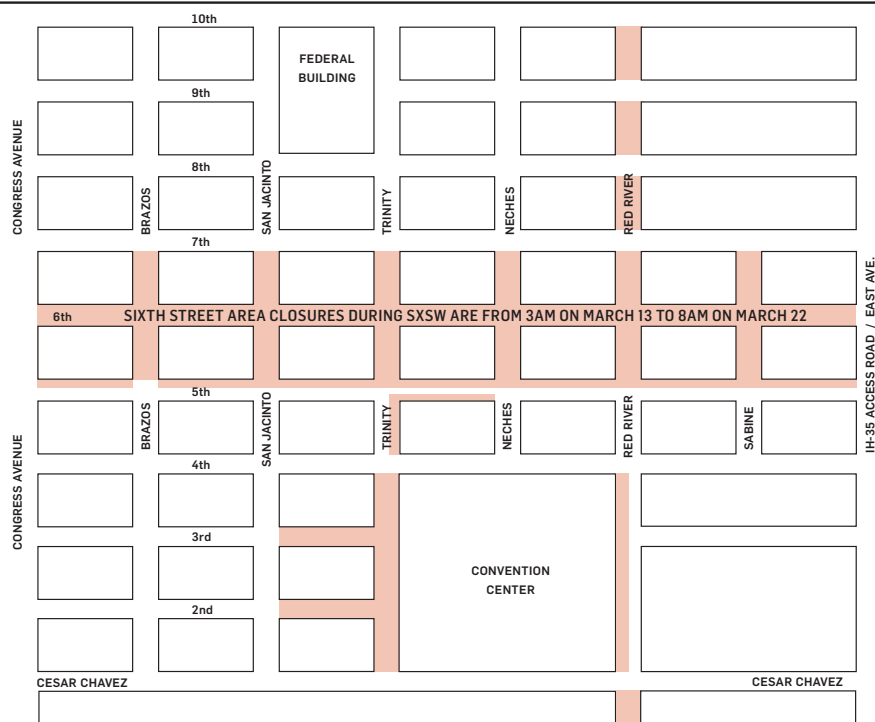 10th
FEDERAL
BUILDING
9th
CONGRESS AVENUE
8th
BRAZOS
SAN JACINTO
TRINITY
NECHES
RED RIVER
7th
6th
SIXTH STREET AREA CLOSURES DURING SXSW ARE FROM 3AM ON MARCH 13 TO 8AM ON MARCH 22
IH-35 ACCESS ROAD / EAST AVE.
5th
BRAZOS
SAN JACINTO
TRINITY
NECHES
RED RIVER
SABINE
CONGRESS AVENUE
4th
3rd
CONVENTION
CENTER
2nd
CESAR CHAVEZ
CESAR CHAVEZ